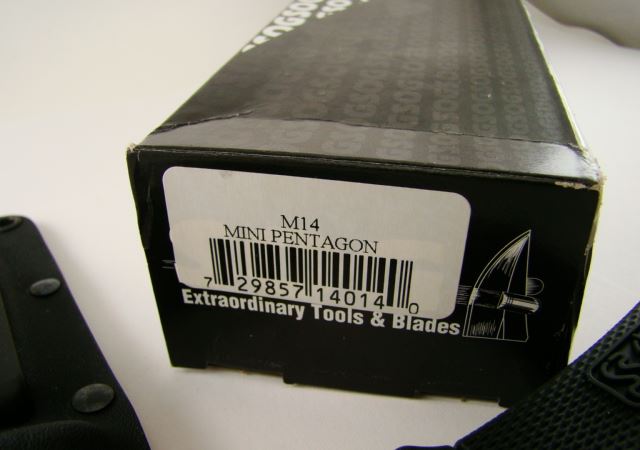 M14
MINI PENTAGON
7 29857 14014 0
Extraordinary Tools & Blades